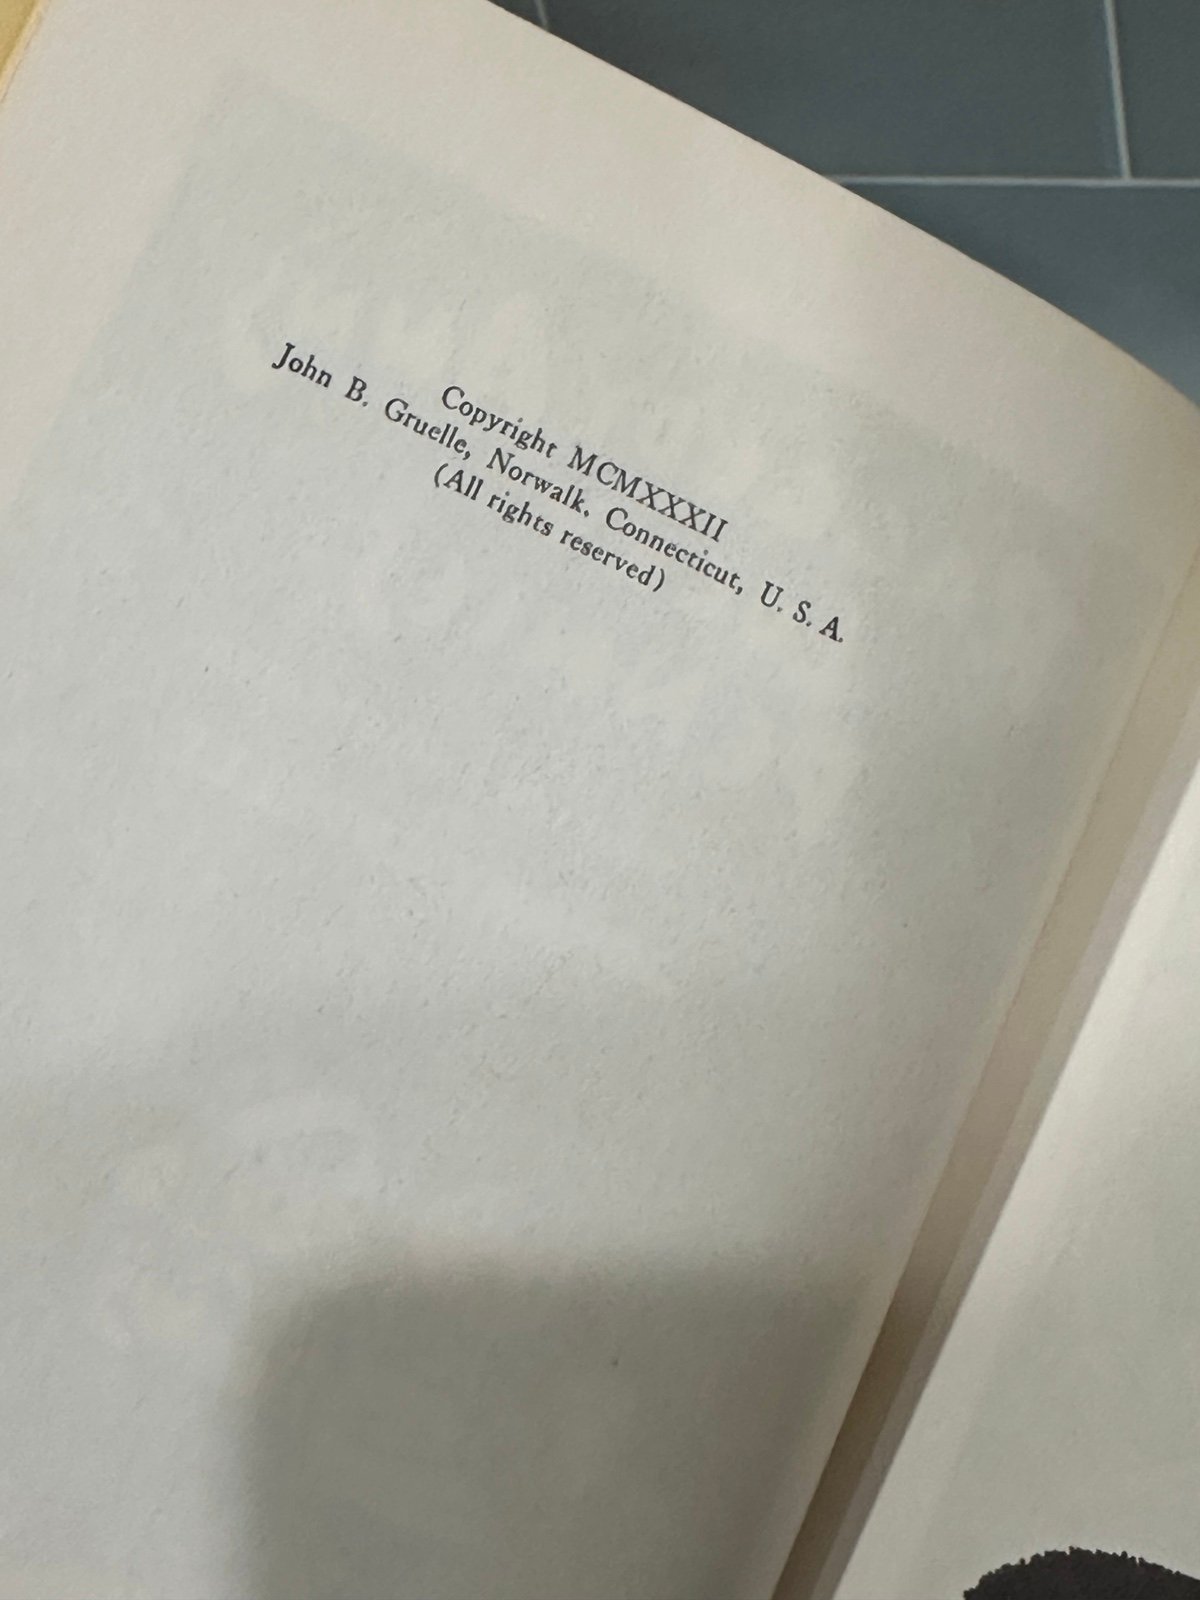 Copyright MCMXXXII
John B. Gruelle, Norwalk. Connecticut, U. S. A.
(All rights reserved)